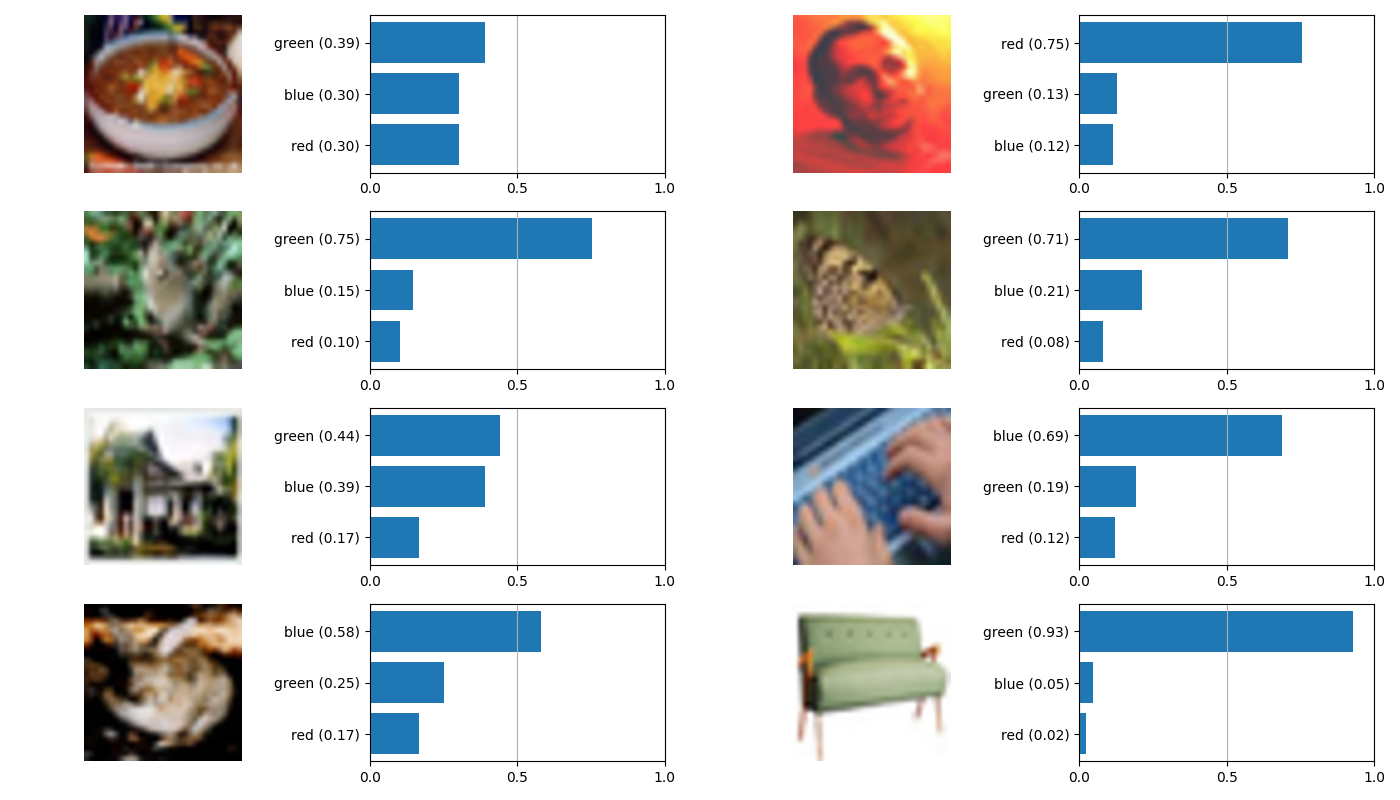 green (0.39)
blue (0.30)
red (0.30)
0.0 0.5 1.0
red (0.75)
green (0.13)
blue (0.12)
0.0 0.5 1.0
green (0.75)
blue (0.15)
red (0.10)
0.0 0.5 1.0
green (0.71)
blue (0.21)
red (0.08)
0.0 0.5 1.0
green (0.44)
blue (0.39)
red (0.17)
0.0 0.5 1.0
blue (0.69)
green (0.19)
red (0.12)
0.0 0.5 1.0
blue (0.58)
green (0.25)
red (0.17)
0.0 0.5 1.0
green (0.93)
blue (0.05)
red (0.02)
0.0 0.5 1.0